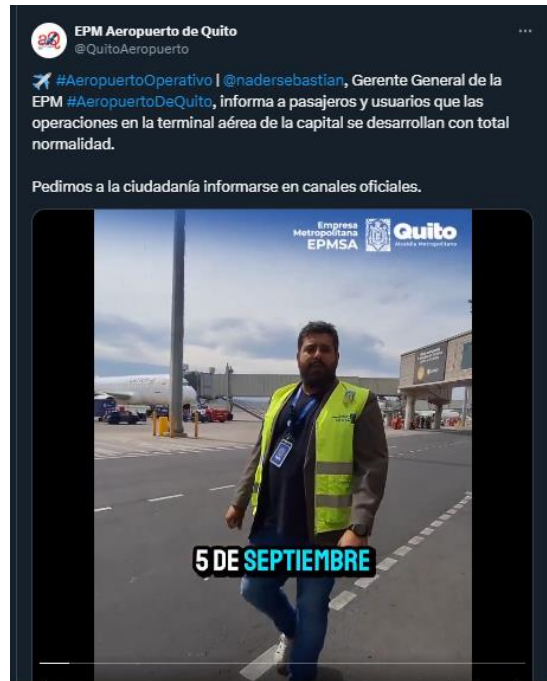 EPM Aeropuerto de Quito
@QuitoAeropuerto
#AeropuertoOperativo | @nadersebastian, Gerente General de la
EPM #AeropuertoDeQuito, informa a pasajeros y usuarios que las
operaciones en la terminal aérea de la capital se desarrollan con total
normalidad.
Pedimos a la ciudadanía informarse en canales oficiales.
Empresa
Metropolitana
EPMSA
Quito
Alcaldía Metropolitana
5 DE SEPTIEMBRE